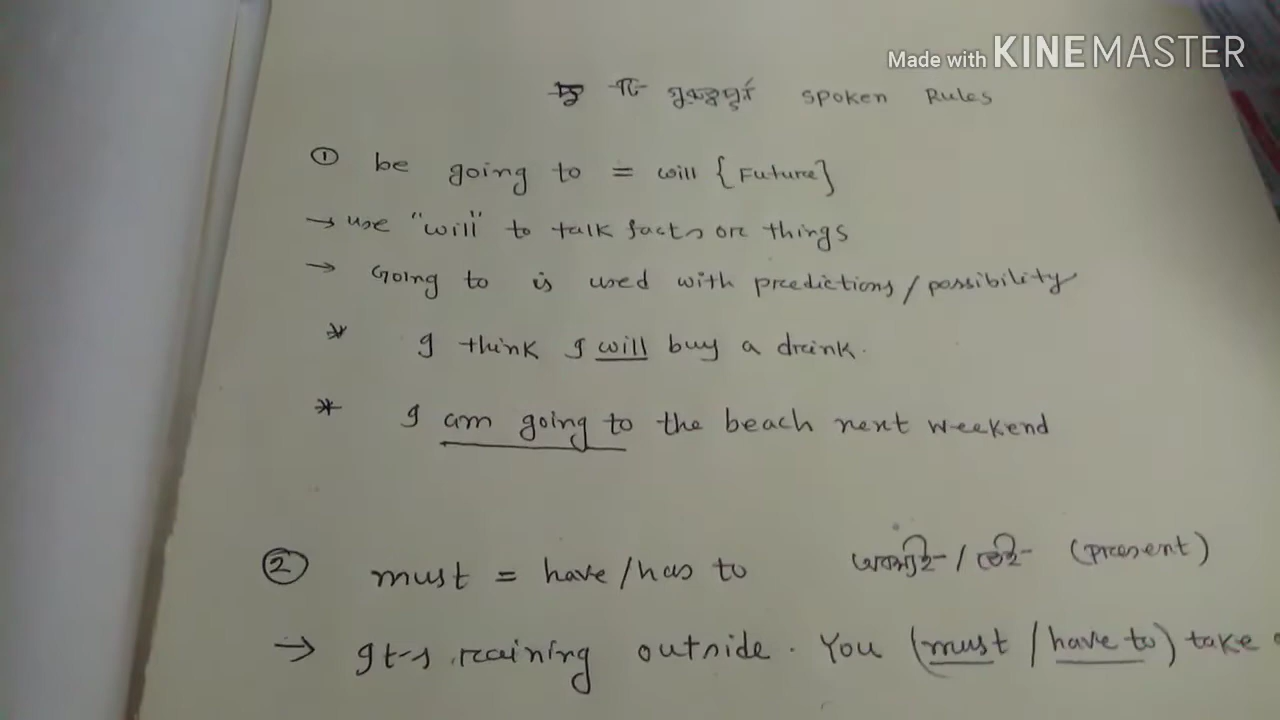 Made with KINEMASTER
টি গুরুত্বপূর্ণ spoken Rules
① be going to = will {Future}
→ use "will" to talk facts or things
→ Going to is used with predictions / possibility
* I think I will buy a drink.
* I am going to the beach next weekend
② must = have/has to (present)
→ It's raining outside. You (must / have to) take